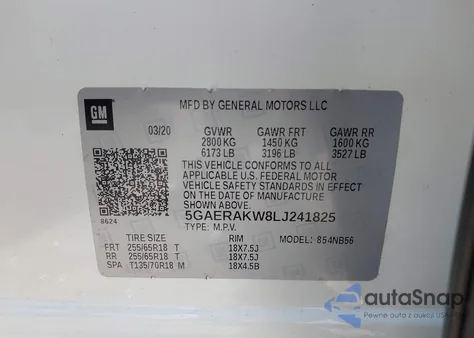 GM
MFD BY GENERAL MOTORS LLC
03/20 GVWR GAWR FRT GAWR RR
2800 KG 1450 KG 1600 KG
6173 LB 3196 LB 3527 LB
THIS VEHICLE CONFORMS TO ALL
APPLICABLE U.S. FEDERAL MOTOR
VEHICLE SAFETY STANDARDS IN EFFECT
ON THE DATE OF MANUFACTURE SHOWN ABOVE.
8624
5GAERAKW8LJ241825
TYPE: M.P.V. MODEL: 854NB56
TIRE SIZE RIM
FRT 255/65R18 T 18X7.5J
RR 255/65R18 T 18X7.5J
SPA T135/70R18 M 18X4.5B
autaSnap
Pewne auto z USA